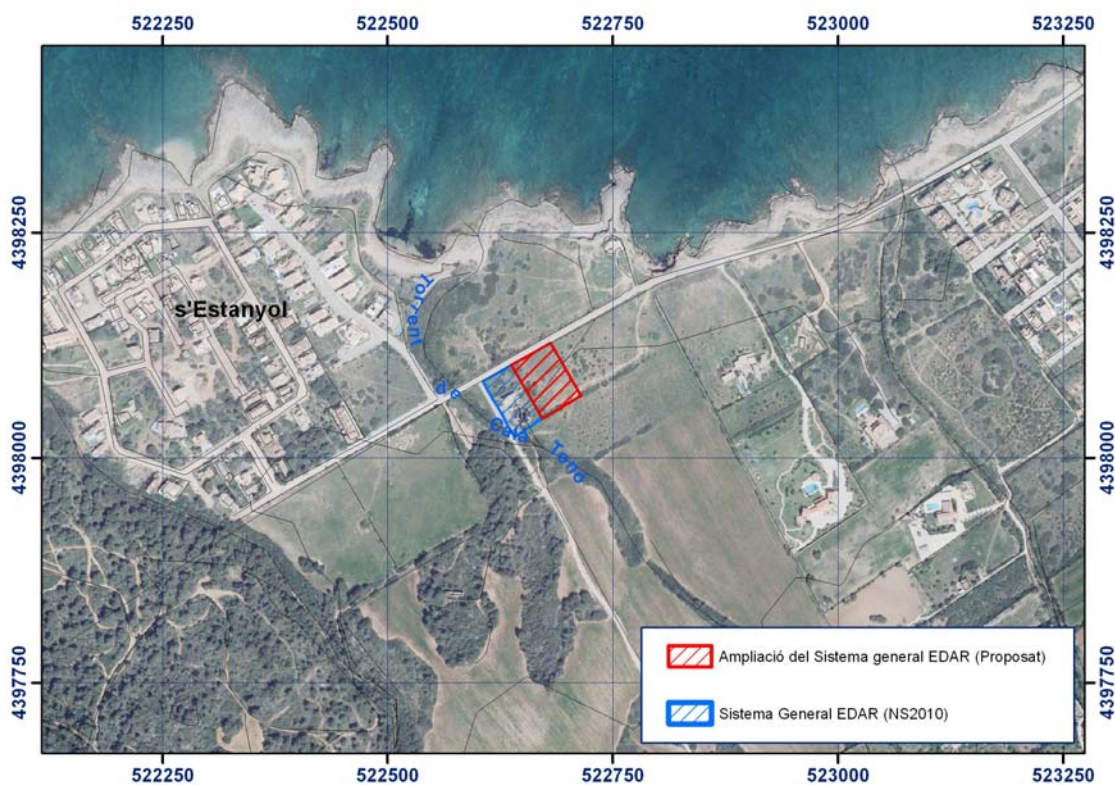 522250 522500 522750 523000 523250
4398250 4398250
s'Estanyol
Torrent
de
Cala
Tono
4398000 4398000
4397750 4397750
Ampliació del Sistema general EDAR (Proposat)
Sistema General EDAR (NS2010)
522250 522500 522750 523000 523250